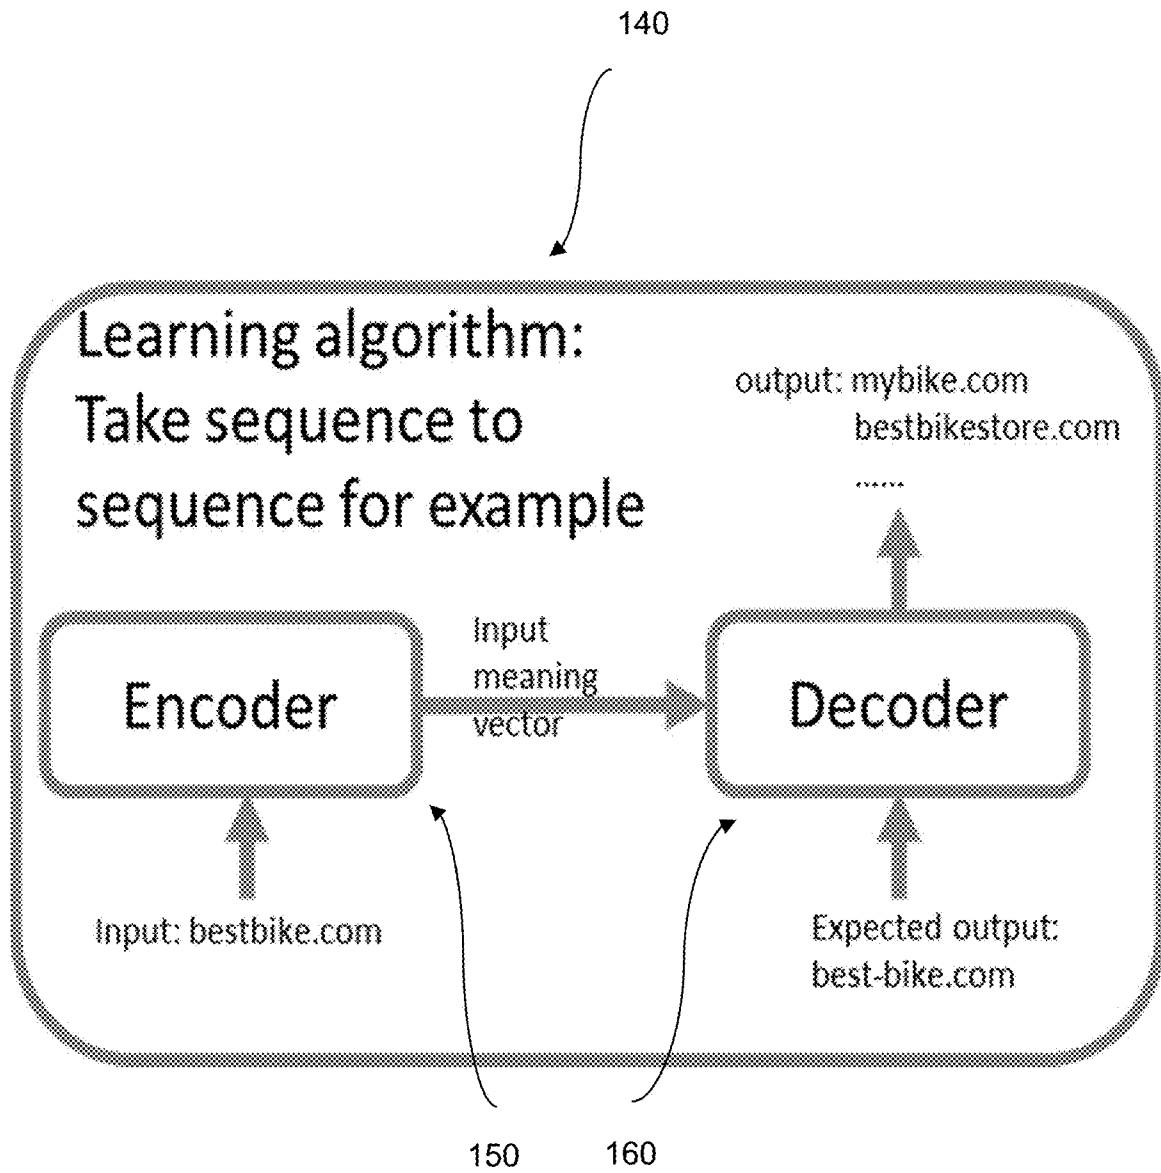 140
Learning algorithm:
Take sequence to
sequence for example
output: mybike.com
bestbikestore.com
......
Encoder
Input
meaning
vector
Decoder
Input: bestbike.com
Expected output:
best-bike.com
150
160